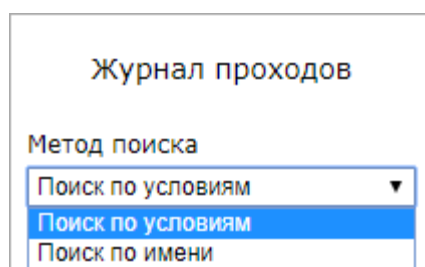 Журнал проходов
Метод поиска
Поиск по условиям
Поиск по условиям
Поиск по имени